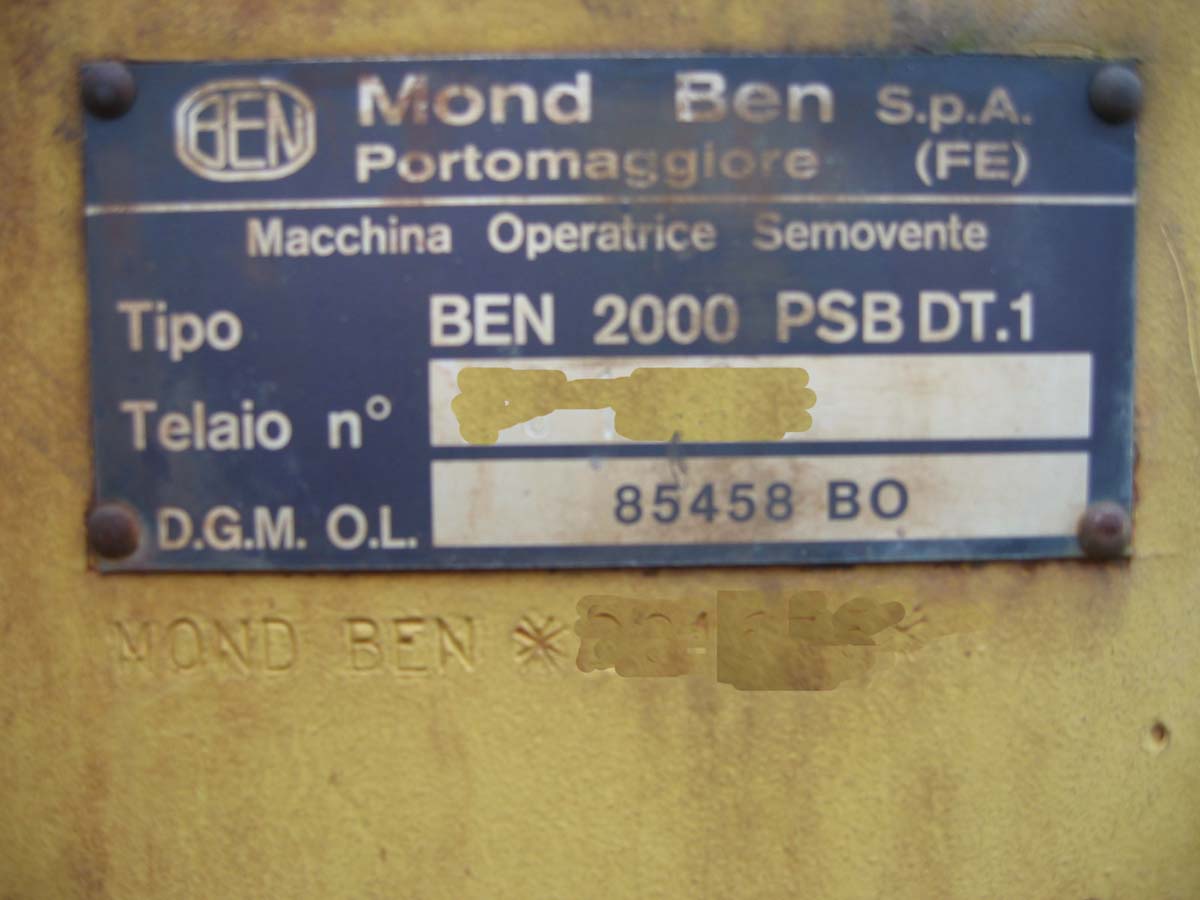 BEN Mond Ben S.p.A.
Portomaggiore (FE)
Macchina Operatrice Semovente
Tipo BEN 2000 PSB DT.1
Telaio n°
D.G.M. O.L. 85458 BO
MOND BEN *